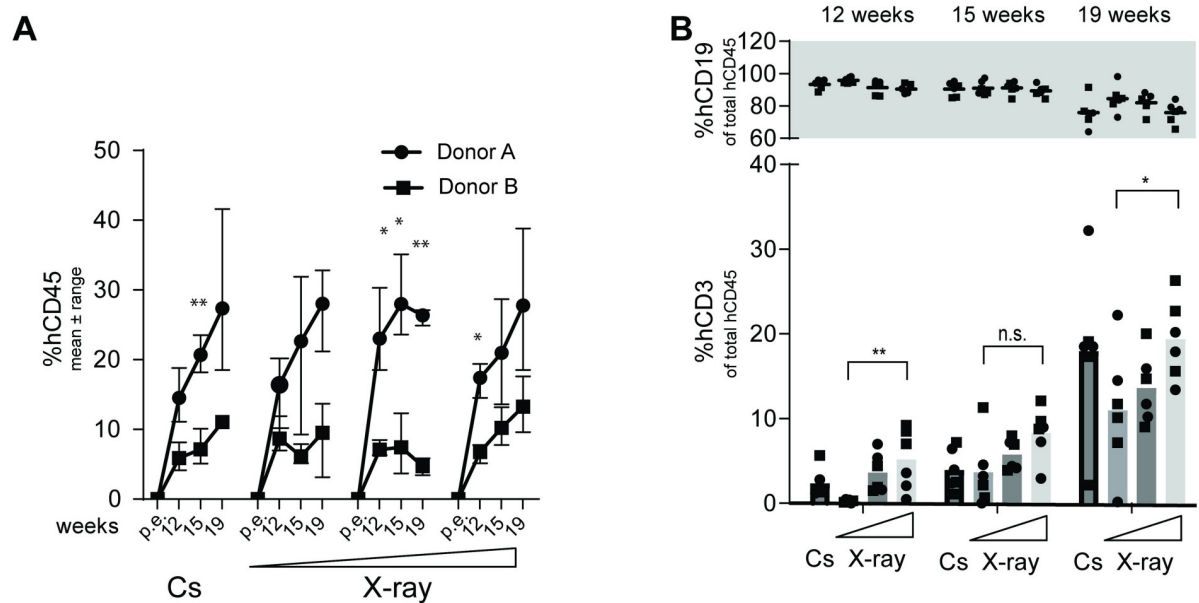 A
%hCD45
mean ± range
50
40
30
20
10
0
Donor A
Donor B
**
*
*
**
*
weeks
p.e. 12 15 19 p.e. 12 15 19 p.e. 12 15 19 p.e. 12 15 19
Cs X-ray
B
12 weeks 15 weeks 19 weeks
%hCD19
of total hCD45
120
100
80
60
%hCD3
of total hCD45
40
30
20
10
0
**
n.s.
*
Cs X-ray Cs X-ray Cs X-ray